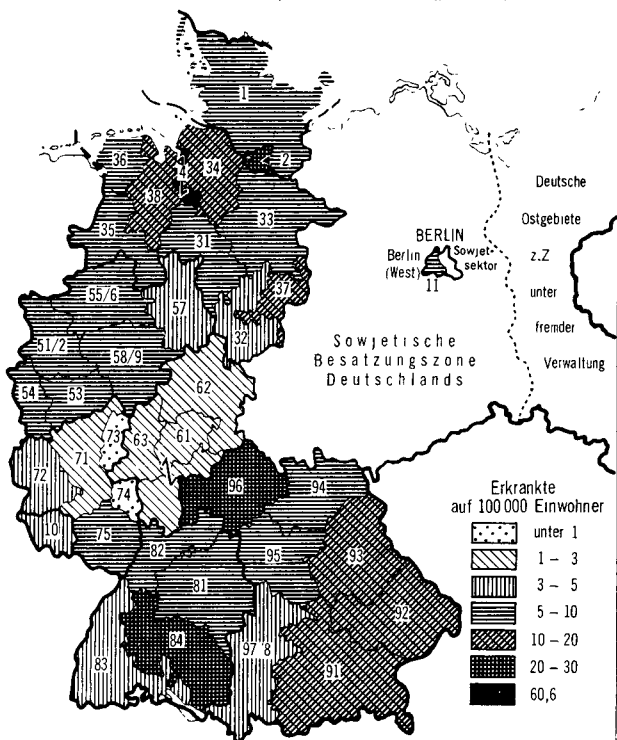 1
36
4
34
2
38
33
35
31
55/6
57
37
32
51/2
58/9
54
53
62
73
63
61
71
72
74
96
94
10
75
82
95
93
81
92
84
97/8
83
91
Deutsche
Ostgebiete
z.Z
unter
fremder
Verwaltung
BERLIN
Berlin
(West)
Sowjet-
sektor
11
Sowjetische
Besatzungszone
Deutschlands
Erkrankte
auf 100 000 Einwohner
unter 1
1 – 3
3 – 5
5 – 10
10 – 20
20 – 30
60,6